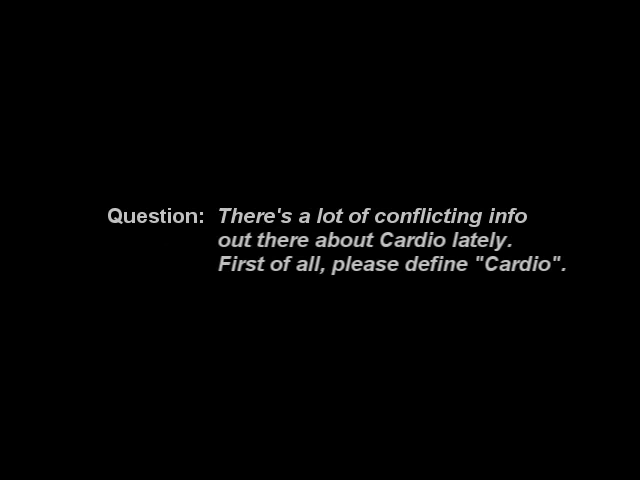 Question: There's a lot of conflicting info
out there about Cardio lately.
First of all, please define "Cardio".